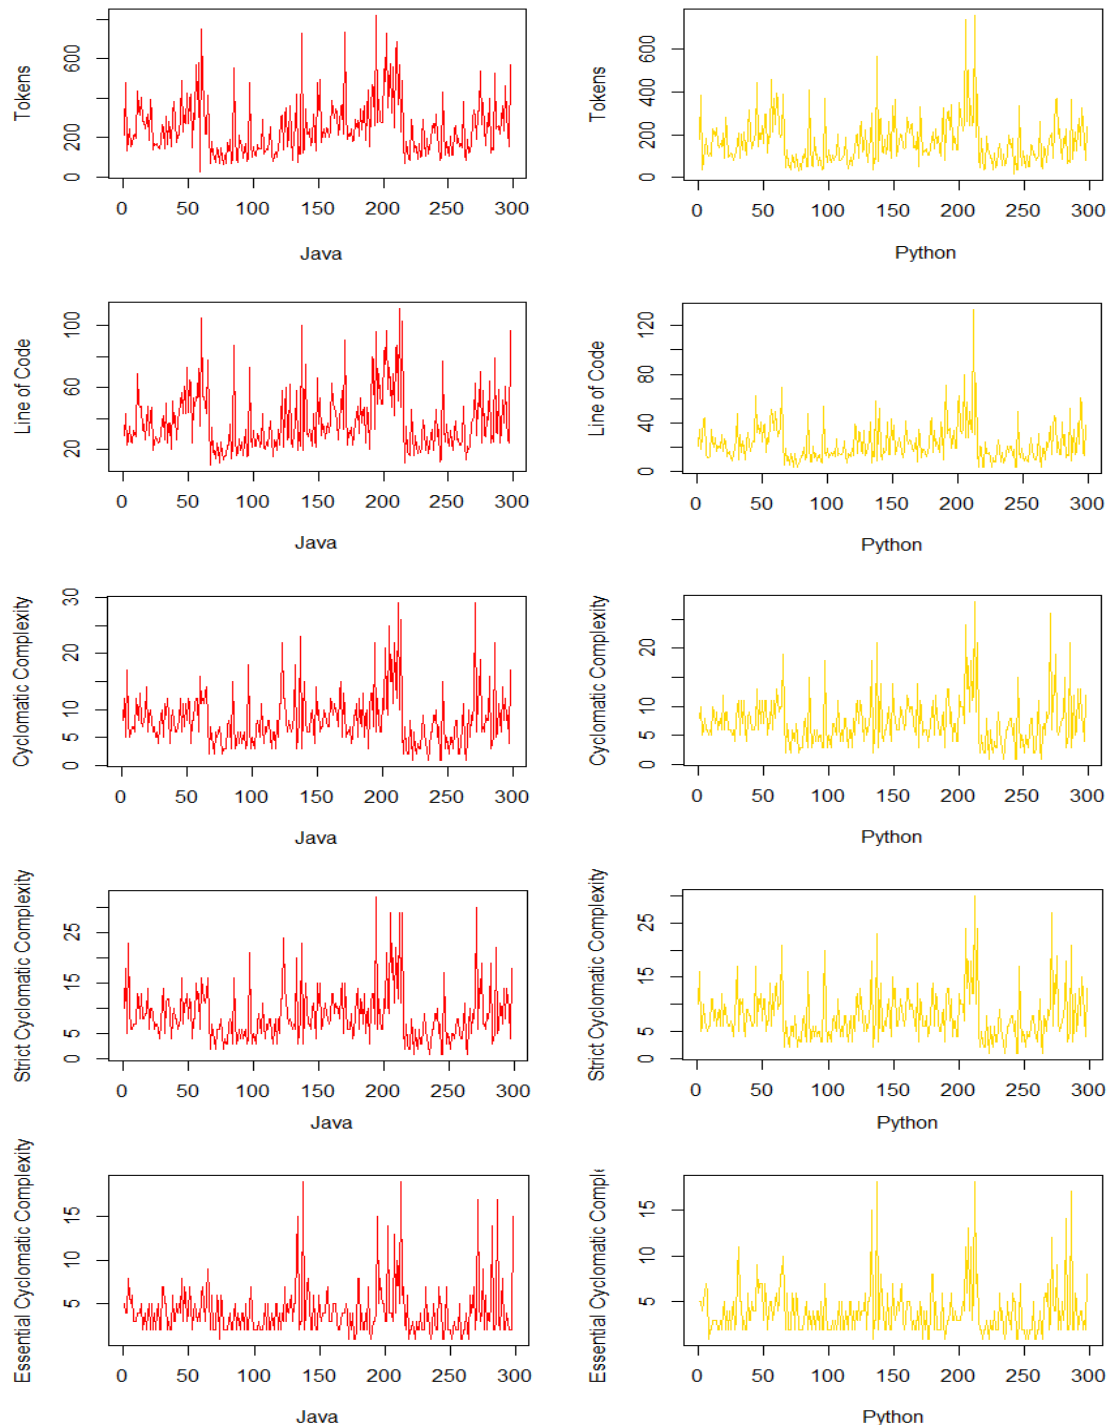 Tokens
0 200 600
0 50 100 150 200 250 300
Java
Tokens
0 200 400 600
0 50 100 150 200 250 300
Python
Line of Code
20 60 100
0 50 100 150 200 250 300
Java
Line of Code
0 40 80 120
0 50 100 150 200 250 300
Python
Cyclomatic Complexity
0 5 10 20 30
0 50 100 150 200 250 300
Java
Cyclomatic Complexity
0 5 10 20
0 50 100 150 200 250 300
Python
Strict Cyclomatic Complexity
0 5 15 25
0 50 100 150 200 250 300
Java
Strict Cyclomatic Complexity
0 5 15 25
0 50 100 150 200 250 300
Python
Essential Cyclomatic Complexity
5 10 15
0 50 100 150 200 250 300
Java
Essential Cyclomatic Comple
5 10 15
0 50 100 150 200 250 300
Python